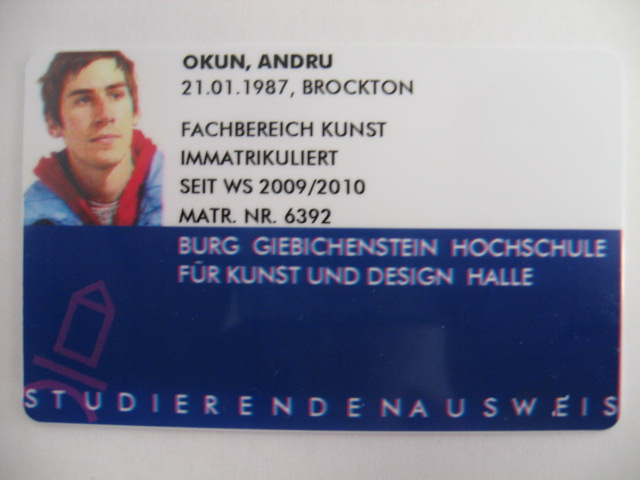 OKUN, ANDRU
21.01.1987, BROCKTON
FACHBEREICH KUNST
IMMATRIKULIERT
SEIT WS 2009/2010
MATR. NR. 6392
BURG GIEBICHENSTEIN HOCHSCHULE
FÜR KUNST UND DESIGN HALLE
STUDIERENDENAUSWEIS